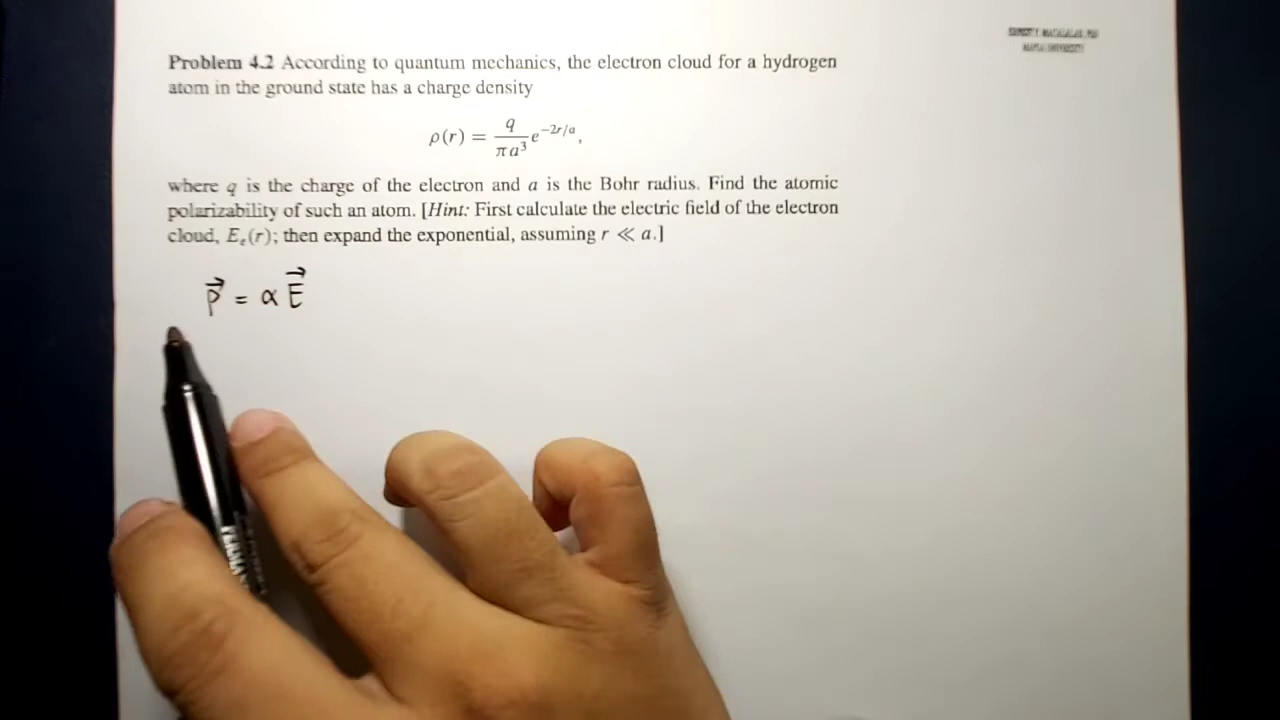 Problem 4.2 According to quantum mechanics, the electron cloud for a hydrogen
atom in the ground state has a charge density
ρ(r) = q/πa³ e^{-2r/a},
where q is the charge of the electron and a is the Bohr radius. Find the atomic
polarizability of such an atom. [Hint: First calculate the electric field of the electron
cloud, Eₑ(r); then expand the exponential, assuming r ≪ a.]
p⃗ = α E⃗